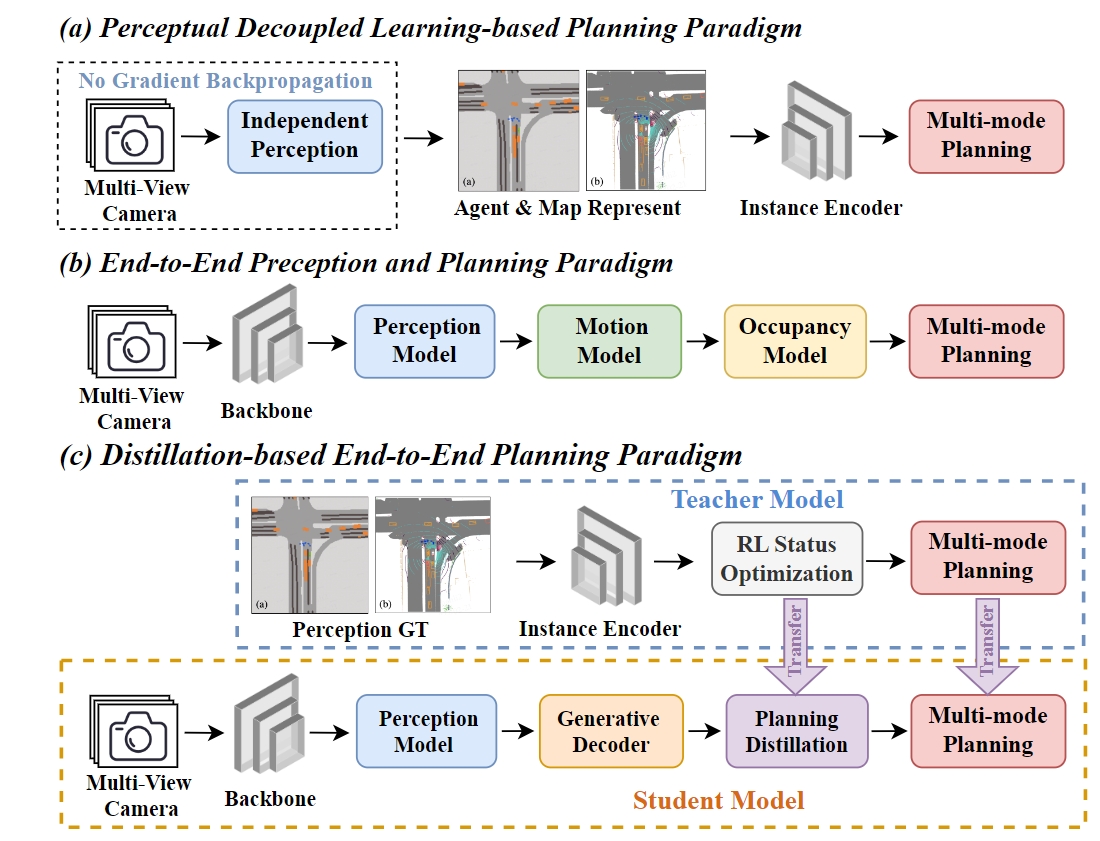 (a) Perceptual Decoupled Learning-based Planning Paradigm
No Gradient Backpropagation
Multi-View
Camera
Independent
Perception
(a)
(b)
Agent & Map Represent
Instance Encoder
Multi-mode
Planning
(b) End-to-End Preception and Planning Paradigm
Multi-View
Camera
Backbone
Perception
Model
Motion
Model
Occupancy
Model
Multi-mode
Planning
(c) Distillation-based End-to-End Planning Paradigm
Teacher Model
(a)
(b)
Perception GT
Instance Encoder
RL Status
Optimization
Multi-mode
Planning
Transfer
Transfer
Multi-View
Camera
Backbone
Perception
Model
Generative
Decoder
Planning
Distillation
Multi-mode
Planning
Student Model